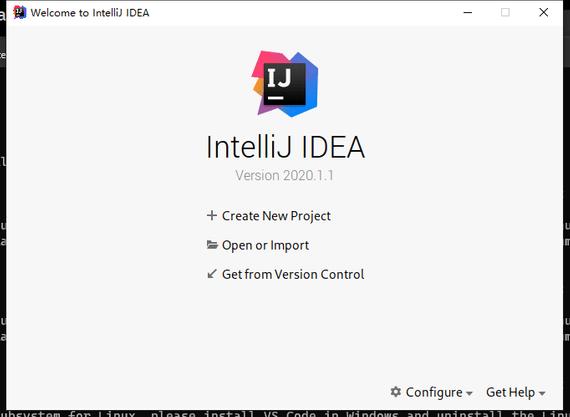 Welcome to IntelliJ IDEA
IJ
IntelliJ IDEA
Version 2020.1.1
Create New Project
Open or Import
Get from Version Control
Configure
Get Help
ubsystem for Linux, please install VS Code in Windows and uninstall the Linu